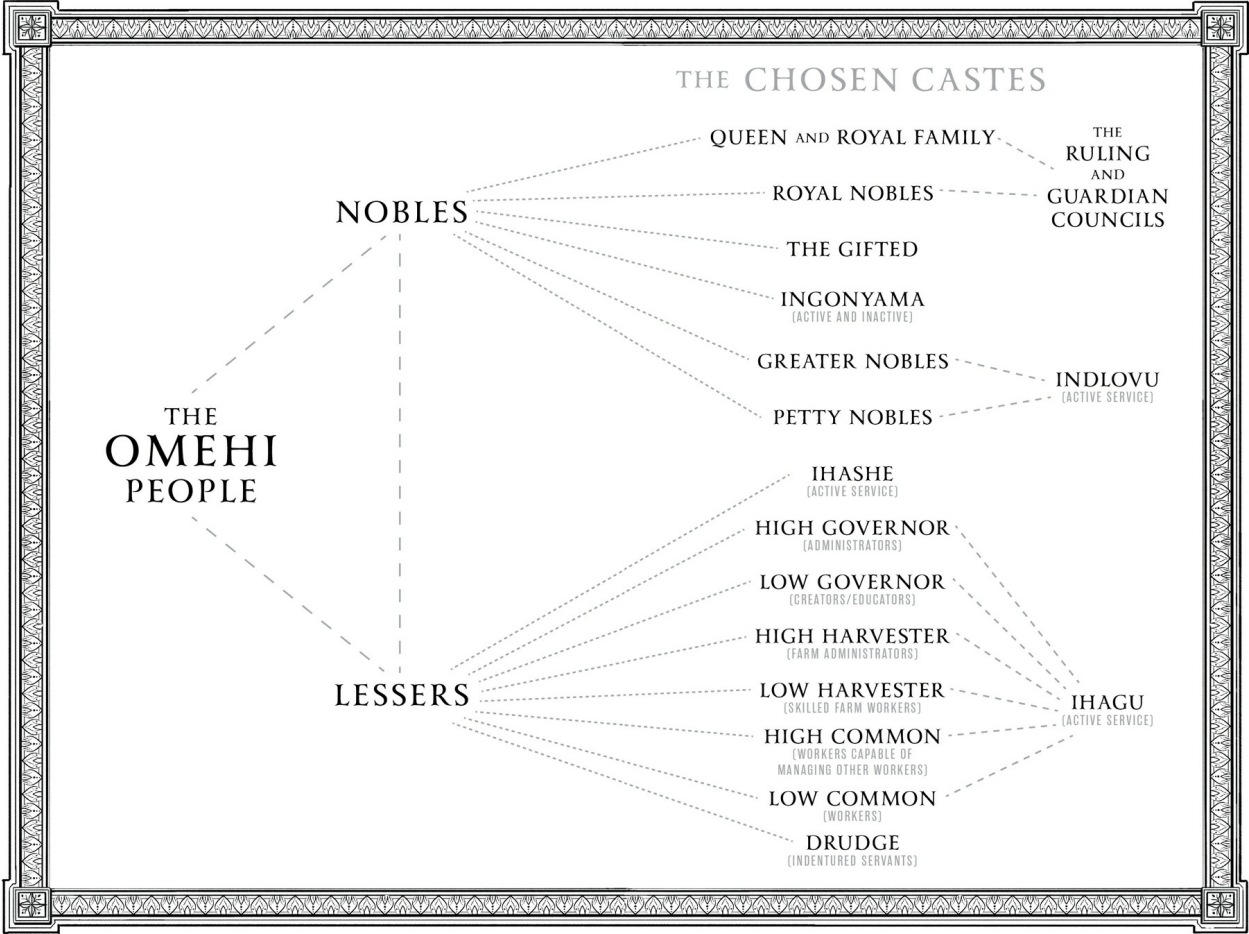 THE CHOSEN CASTES
THE
OMEHI
PEOPLE
NOBLES
QUEEN AND ROYAL FAMILY
ROYAL NOBLES
THE GIFTED
INGONYAMA
(ACTIVE AND INACTIVE)
GREATER NOBLES
PETTY NOBLES
THE
RULING
AND
GUARDIAN
COUNCILS
INDLOVU
(ACTIVE SERVICE)
LESSERS
IHASHE
(ACTIVE SERVICE)
HIGH GOVERNOR
(ADMINISTRATORS)
LOW GOVERNOR
(CREATORS/EDUCATORS)
HIGH HARVESTER
(FARM ADMINISTRATORS)
LOW HARVESTER
(SKILLED FARM WORKERS)
HIGH COMMON
(WORKERS CAPABLE OF
MANAGING OTHER WORKERS)
LOW COMMON
(WORKERS)
DRUDGE
(INDENTURED SERVANTS)
IHAGU
(ACTIVE SERVICE)